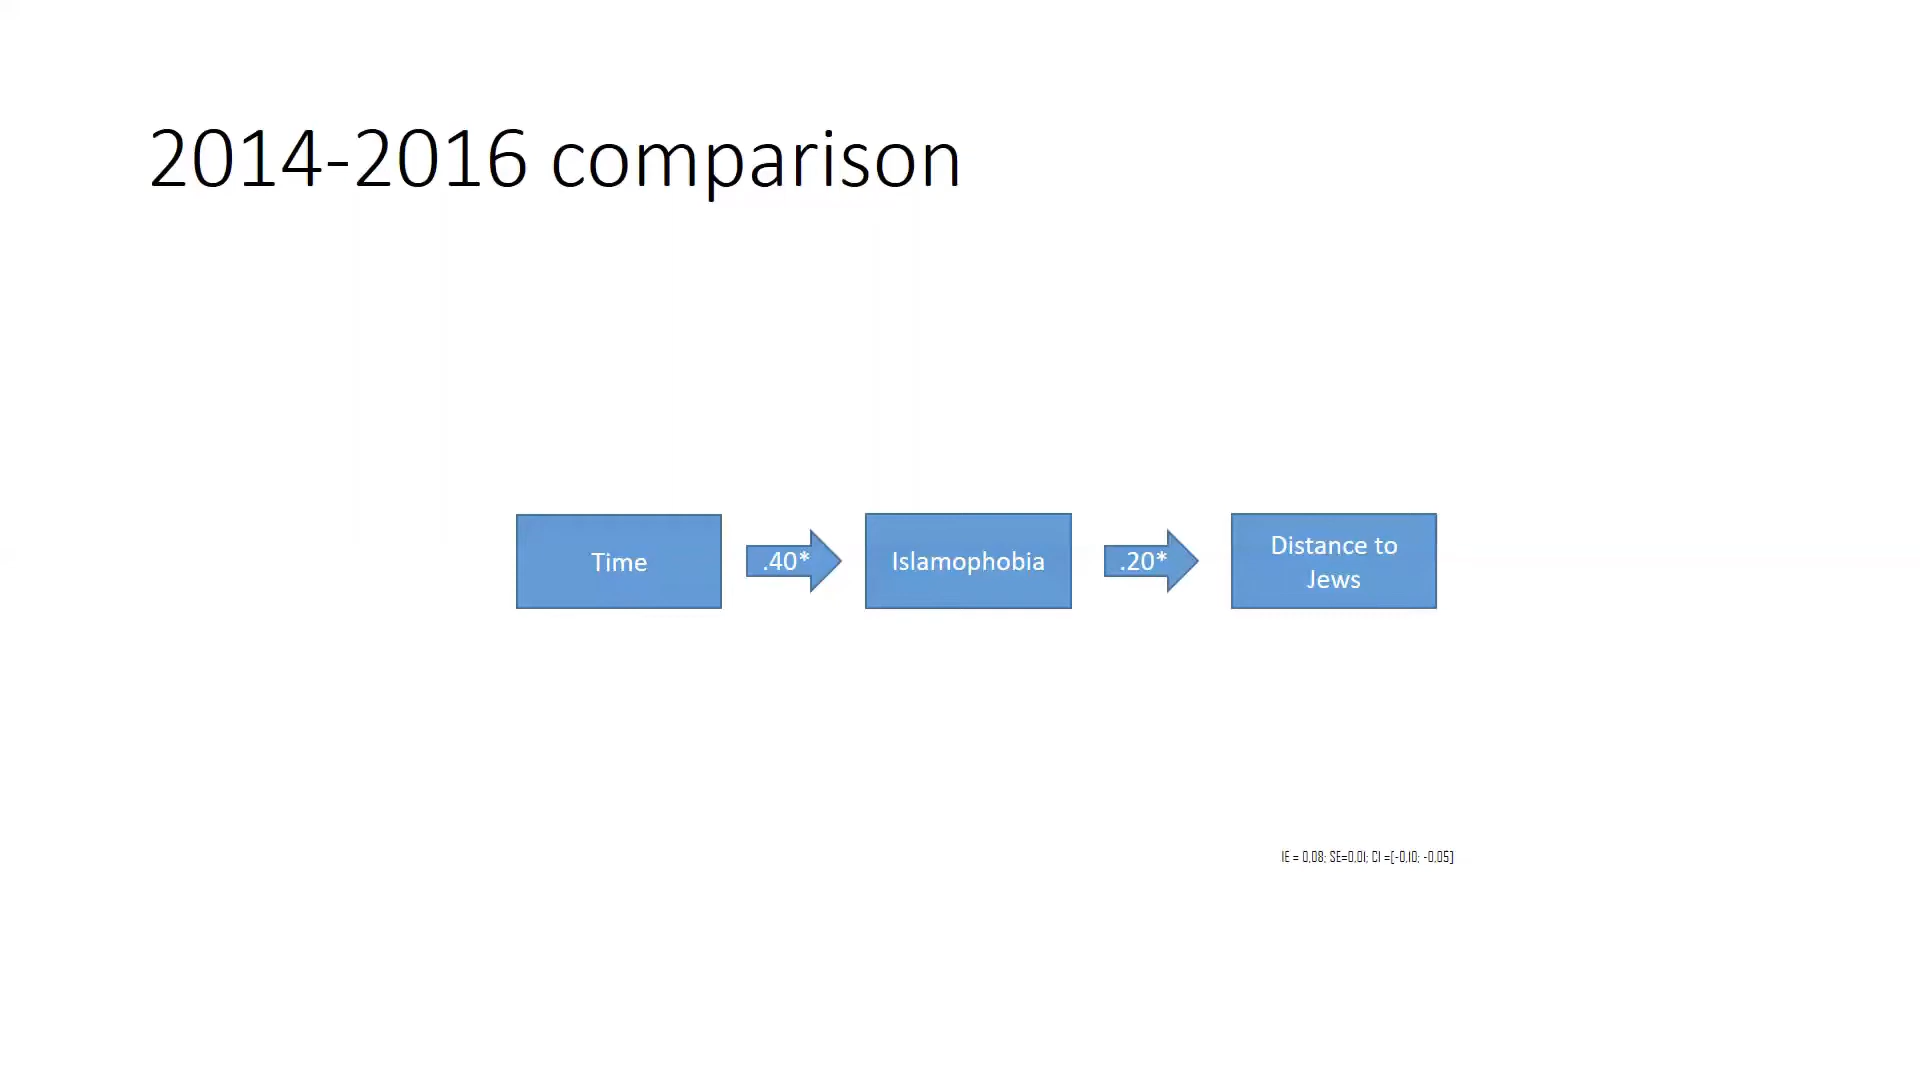 2014-2016 comparison
Time
.40*
Islamophobia
.20*
Distance to
Jews
IE = 0,08; SE=0,01; CI =[-0,10; -0,05]